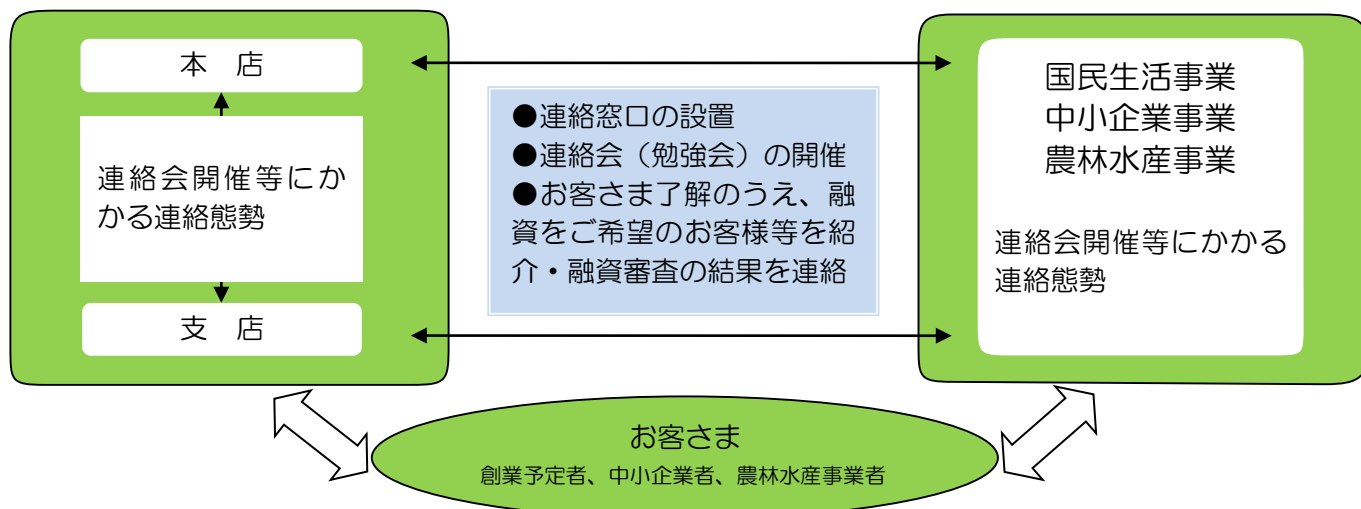 本　店
連絡会開催等にか
かる連絡態勢
支　店
●連絡窓口の設置
●連絡会（勉強会）の開催
●お客さま了解のうえ、融
資をご希望のお客様等を紹
介・融資審査の結果を連絡
国民生活事業
中小企業事業
農林水産事業
連絡会開催等にかかる
連絡態勢
お客さま
創業予定者、中小企業者、農林水産事業者